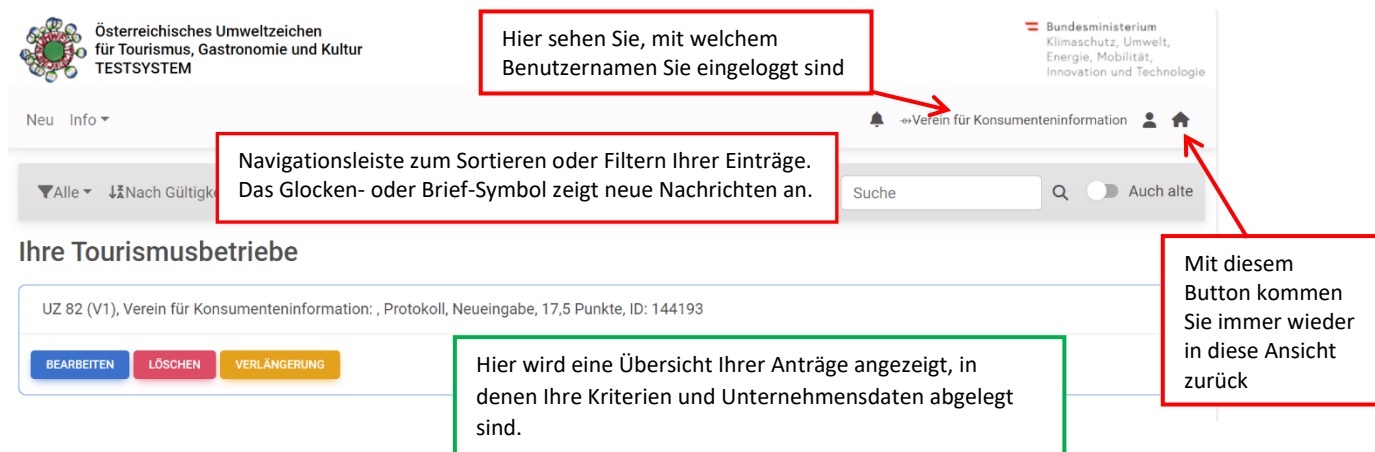 Österreichisches Umweltzeichen
für Tourismus, Gastronomie und Kultur
TESTSYSTEM
Hier sehen Sie, mit welchem
Benutzernamen Sie eingeloggt sind
Bundesministerium
Klimaschutz, Umwelt,
Energie, Mobilität,
Innovation und Technologie
Neu Info
Verein für Konsumenteninformation
Navigationsleiste zum Sortieren oder Filtern Ihrer Einträge.
Das Glocken- oder Brief-Symbol zeigt neue Nachrichten an.
Alle Nach Suche Auch alte
Ihre Tourismusbetriebe
Mit diesem
Button kommen
Sie immer wieder
in diese Ansicht
zurück
UZ 82 (V1), Verein für Konsumenteninformation: , Protokoll, Neueingabe, 17,5 Punkte, ID: 144193
BEARBEITEN LÖSCHEN VERLÄNGERUNG
Hier wird eine Übersicht Ihrer Anträge angezeigt, in
denen Ihre Kriterien und Unternehmensdaten abgelegt
sind.